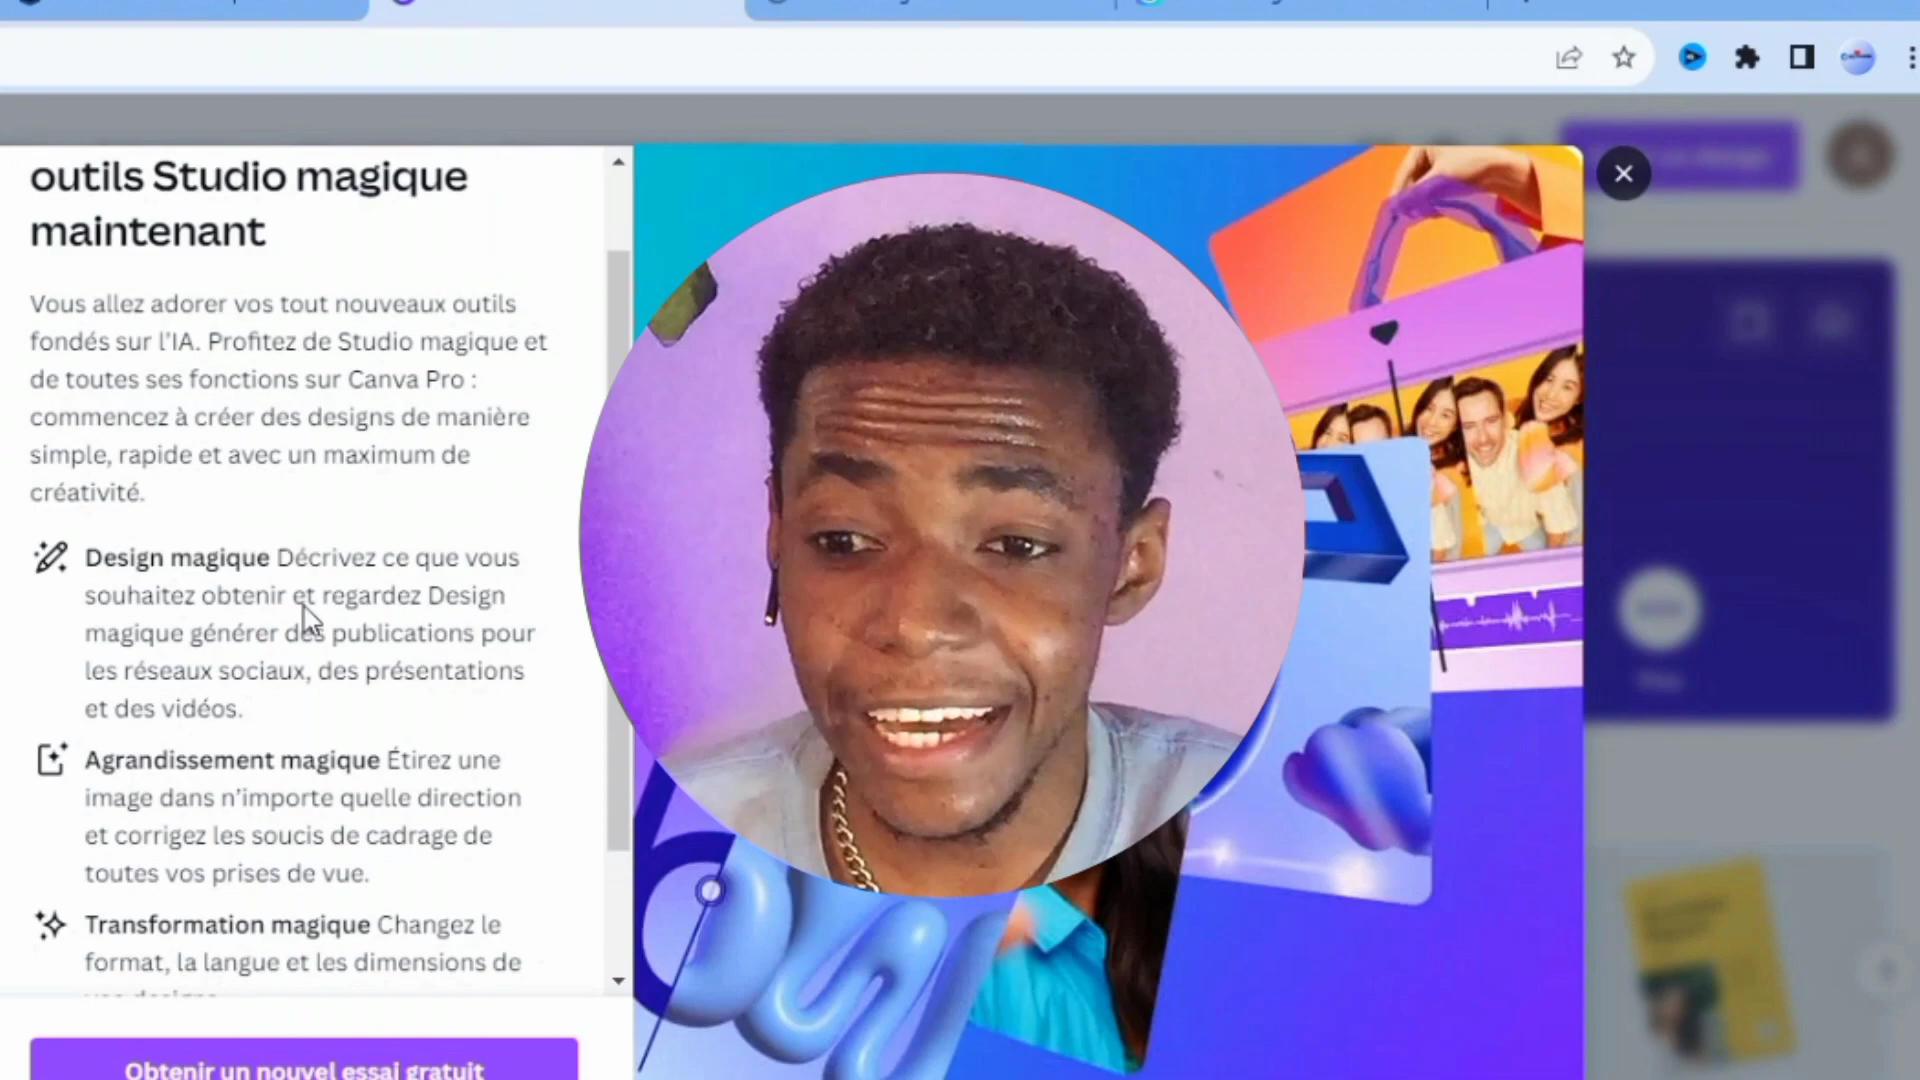 outils Studio magique
maintenant
Vous allez adorer vos tout nouveaux outils
fondés sur l'IA. Profitez de Studio magique et
de toutes ses fonctions sur Canva Pro :
commencez à créer des designs de manière
simple, rapide et avec un maximum de
créativité.
Design magique Décrivez ce que vous
souhaitez obtenir et regardez Design
magique générer des publications pour
les réseaux sociaux, des présentations
et des vidéos.
Agrandissement magique Étirez une
image dans n'importe quelle direction
et corrigez les soucis de cadrage de
toutes vos prises de vue.
Transformation magique Changez le
format, la langue et les dimensions de
Obtenir un nouvel essai gratuit